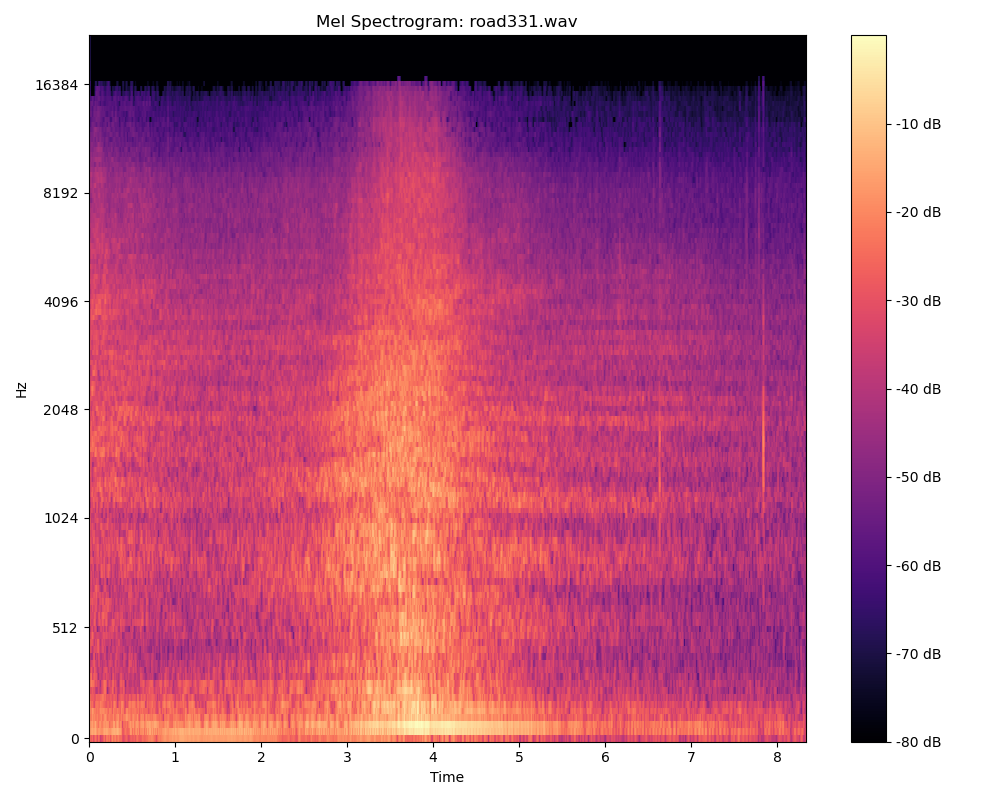 Mel Spectrogram: road331.wav
16384
8192
4096
2048
1024
512
0
Hz
0 1 2 3 4 5 6 7 8
Time
-10 dB
-20 dB
-30 dB
-40 dB
-50 dB
-60 dB
-70 dB
-80 dB